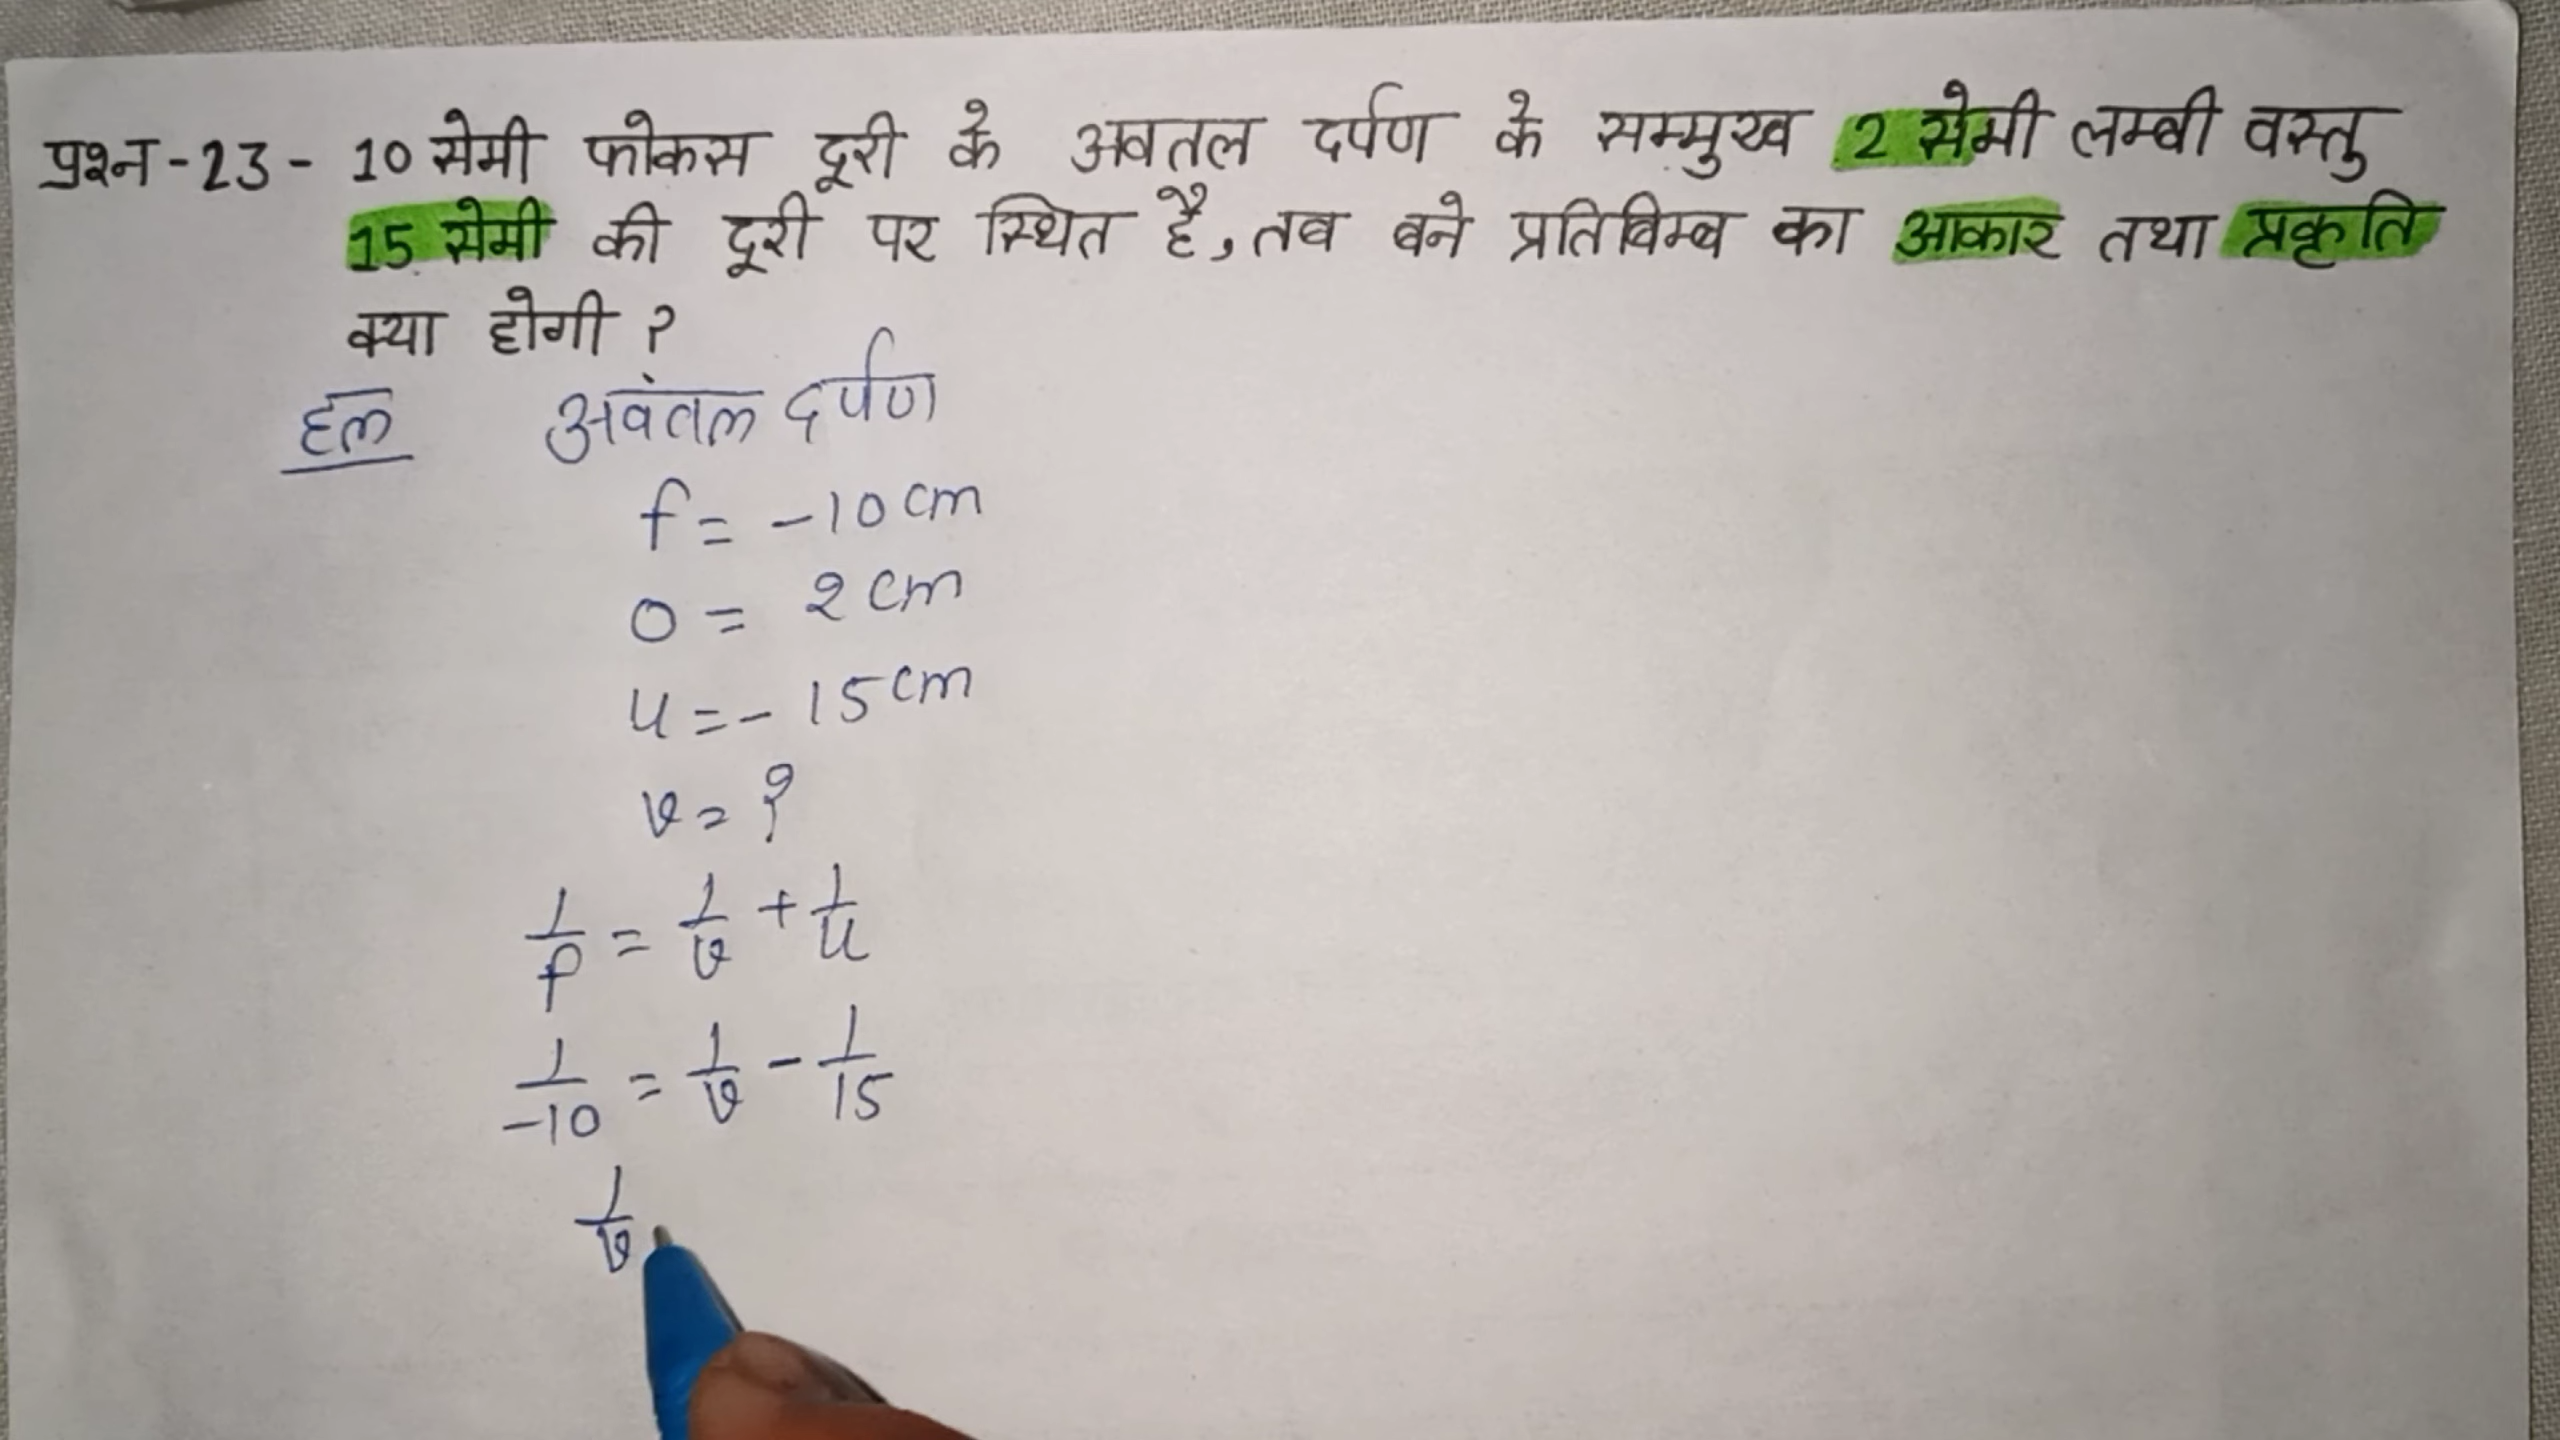 प्रश्न-23- 10 सेमी फोकस दूरी के अवतल दर्पण के सम्मुख 2 सेमी लम्बी वस्तु
15 सेमी की दूरी पर स्थित है, तब बने प्रतिबिम्ब का आकार तथा प्रकृति
क्या होगी ?
हल अवतल दर्पण
f = -10 cm
O = 2 cm
u = - 15 cm
v = ?
1/f = 1/v + 1/u
1/-10 = 1/v - 1/15
1/v